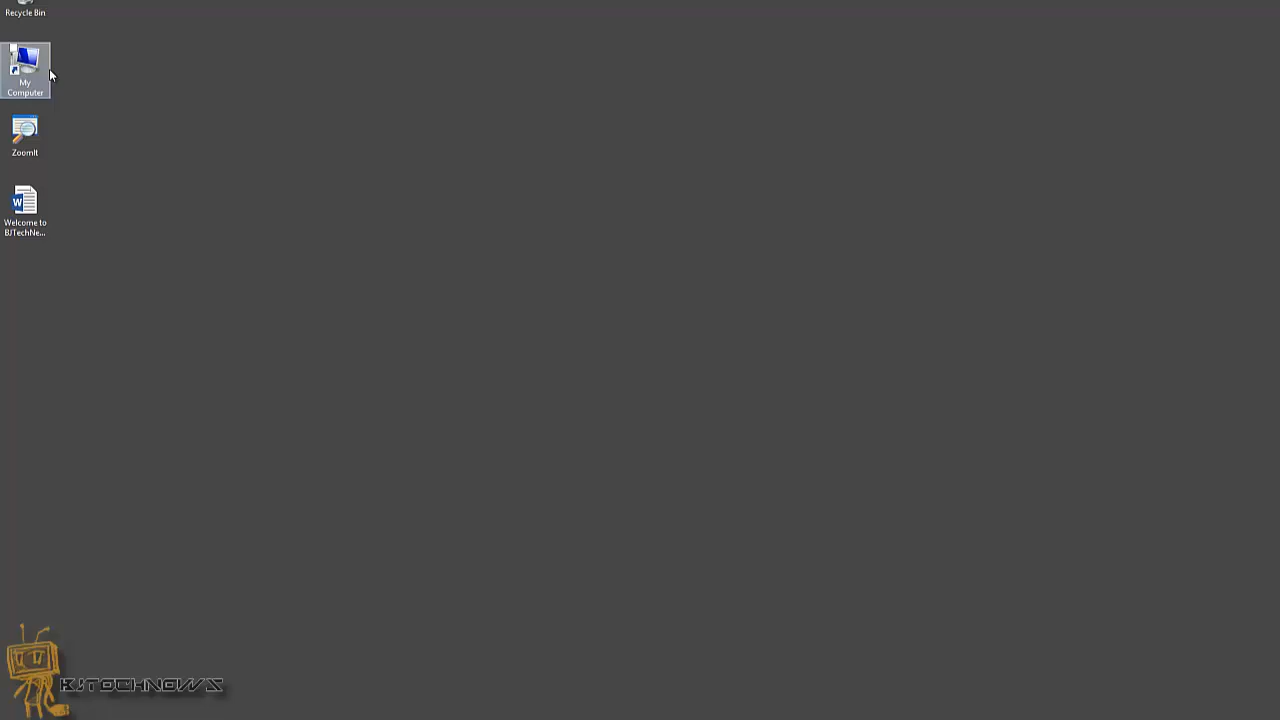 Recycle Bin
My
Computer
ZoomIt
Welcome to
BJTechNe...
BJTECHNEWS